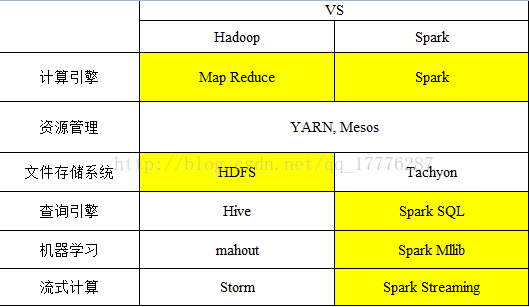 VS
Hadoop Spark
计算引擎 Map Reduce Spark
资源管理 YARN, Mesos
http://blog.csdn.net/qq_17776287
文件存储系统 HDFS Tachyon
查询引擎 Hive Spark SQL
机器学习 mahout Spark Mllib
流式计算 Storm Spark Streaming